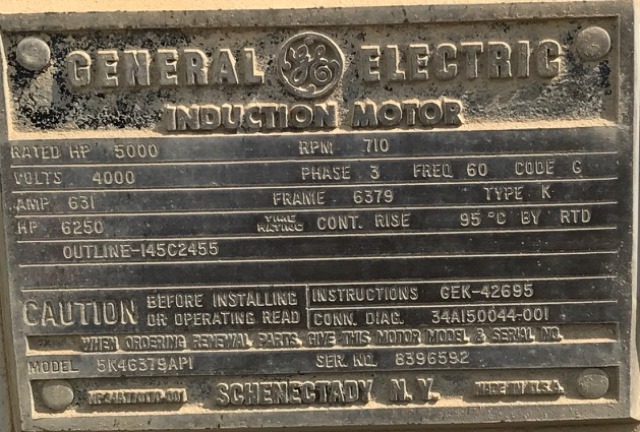 GENERAL GE ELECTRIC
INDUCTION MOTOR
RATED HP 5000 RPM 710
VOLTS 4000 PHASE 3 FREQ 60 CODE G
AMP 631 FRAME 6379 TYPE K
HP 6250 TIME RATING CONT. RISE 95 °C BY RTD
OUTLINE-145C2455
CAUTION BEFORE INSTALLING OR OPERATING READ
INSTRUCTIONS GEK-42695
CONN. DIAG. 34A150044-001
WHEN ORDERING RENEWAL PARTS, GIVE THIS MOTOR MODEL & SERIAL NO.
MODEL 5K46379AP1 SER. NO. 8396592
SCHENECTADY N. Y. MADE IN U.S.A.